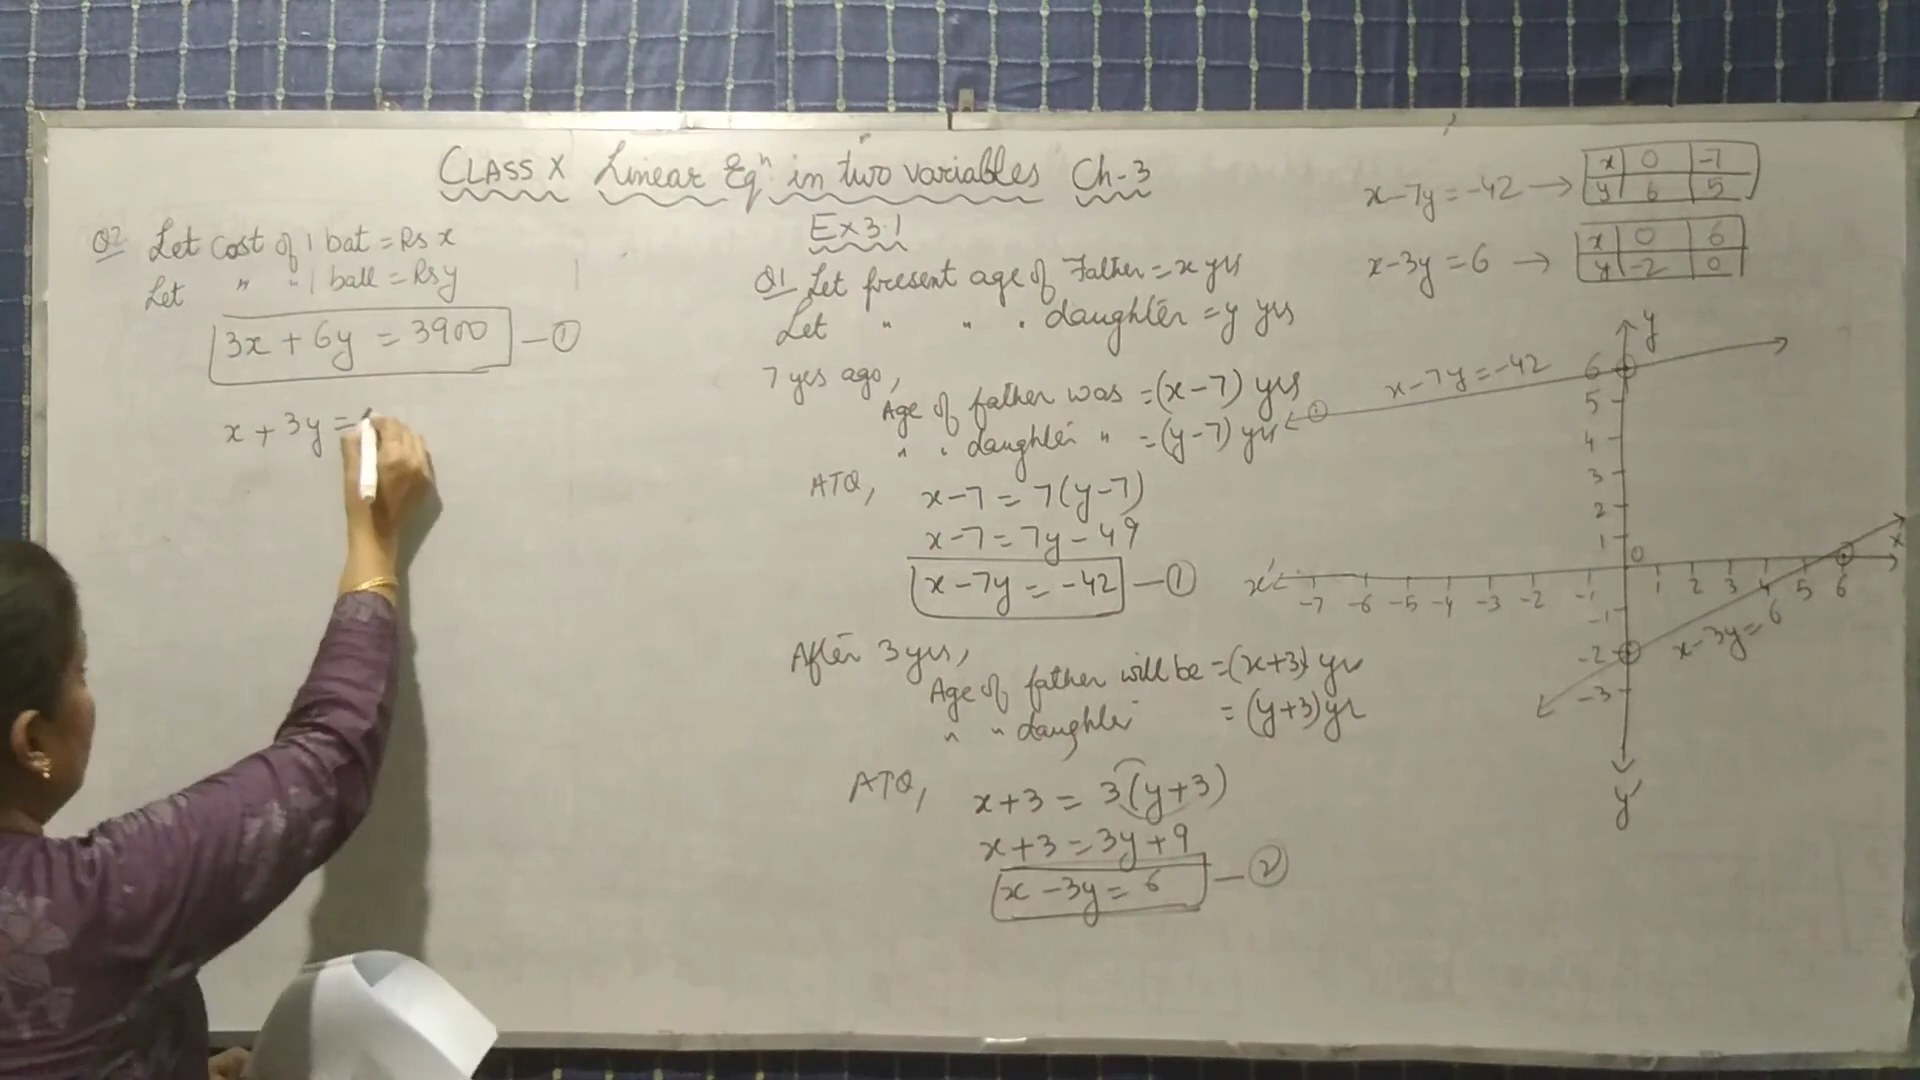 CLASS X Linear Eqⁿ in two variables Ch-3
Ex 3.1
Q2 Let cost of 1 bat = Rs x
Let " " 1 ball = Rs y
3x + 6y = 3900 — ①
x + 3y =
Q1 Let present age of Father = x yrs
Let " " " daughter = y yrs
7 yes ago,
Age of father was = (x-7) yrs
" " daughter " = (y-7) yrs
ATQ, x-7 = 7(y-7)
x-7 = 7y - 49
x-7y = -42 — ①
After 3 yrs,
Age of father will be = (x+3) yr
" " daughter = (y+3) yr
ATQ, x+3 = 3(y+3)
x+3 = 3y+9
x-3y = 6 — ②
x-7y = -42 → x 0 -7
y 6 5
x-3y = 6 → x 0 6
y -2 0
y
x-7y = -42
6
5
4
3
2
1
0
x
x' -7 -6 -5 -4 -3 -2 -1 1 2 3 4 5 6
-1
-2
-3
x-3y = 6
y'